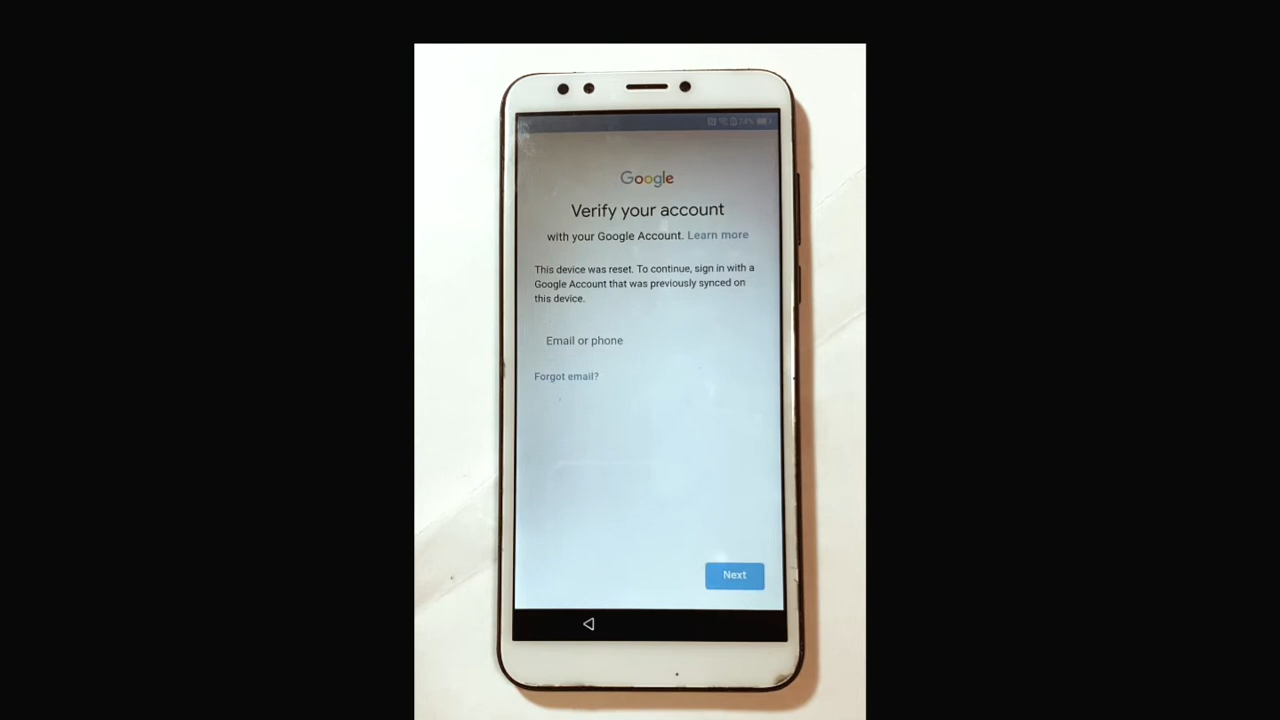 74%
Google
Verify your account
with your Google Account. Learn more
This device was reset. To continue, sign in with a
Google Account that was previously synced on
this device.
Email or phone
Forgot email?
Next